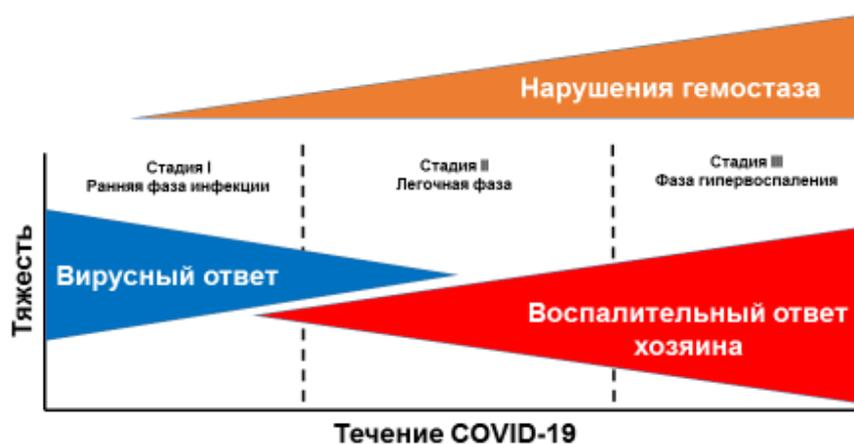 Нарушения гемостаза
Стадия I
Ранняя фаза инфекции
Стадия II
Легочная фаза
Стадия III
Фаза гипервоспаления
Тяжесть
Вирусный ответ
Воспалительный ответ
хозяина
Течение COVID-19